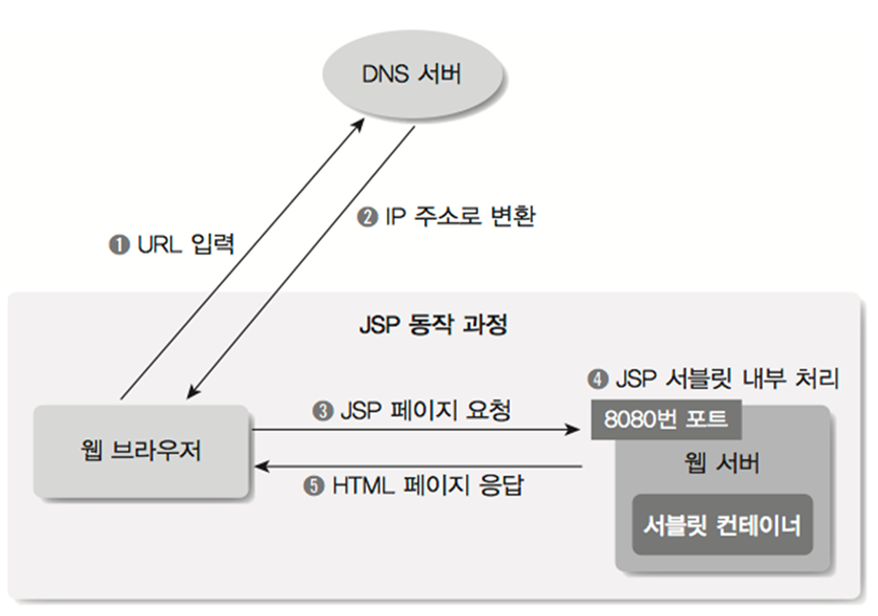 DNS 서버
❶ URL 입력
❷ IP 주소로 변환
JSP 동작 과정
❹ JSP 서블릿 내부 처리
❸ JSP 페이지 요청
8080번 포트
웹 브라우저
웹 서버
❺ HTML 페이지 응답
서블릿 컨테이너